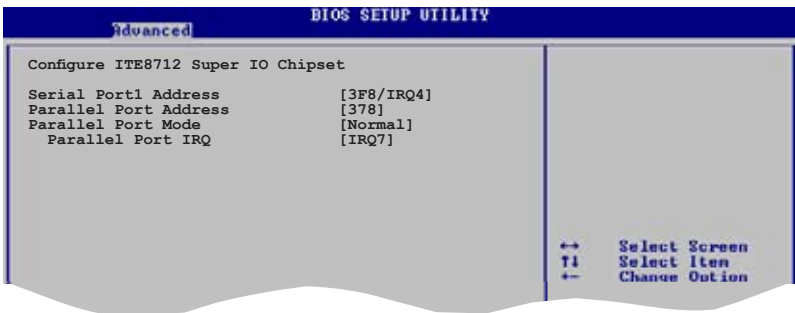 BIOS SETUP UTILITY
Advanced
Configure ITE8712 Super IO Chipset
Serial Port1 Address [3F8/IRQ4]
Parallel Port Address [378]
Parallel Port Mode [Normal]
Parallel Port IRQ [IRQ7]
←→ Select Screen
↑↓ Select Item
+- Change Option